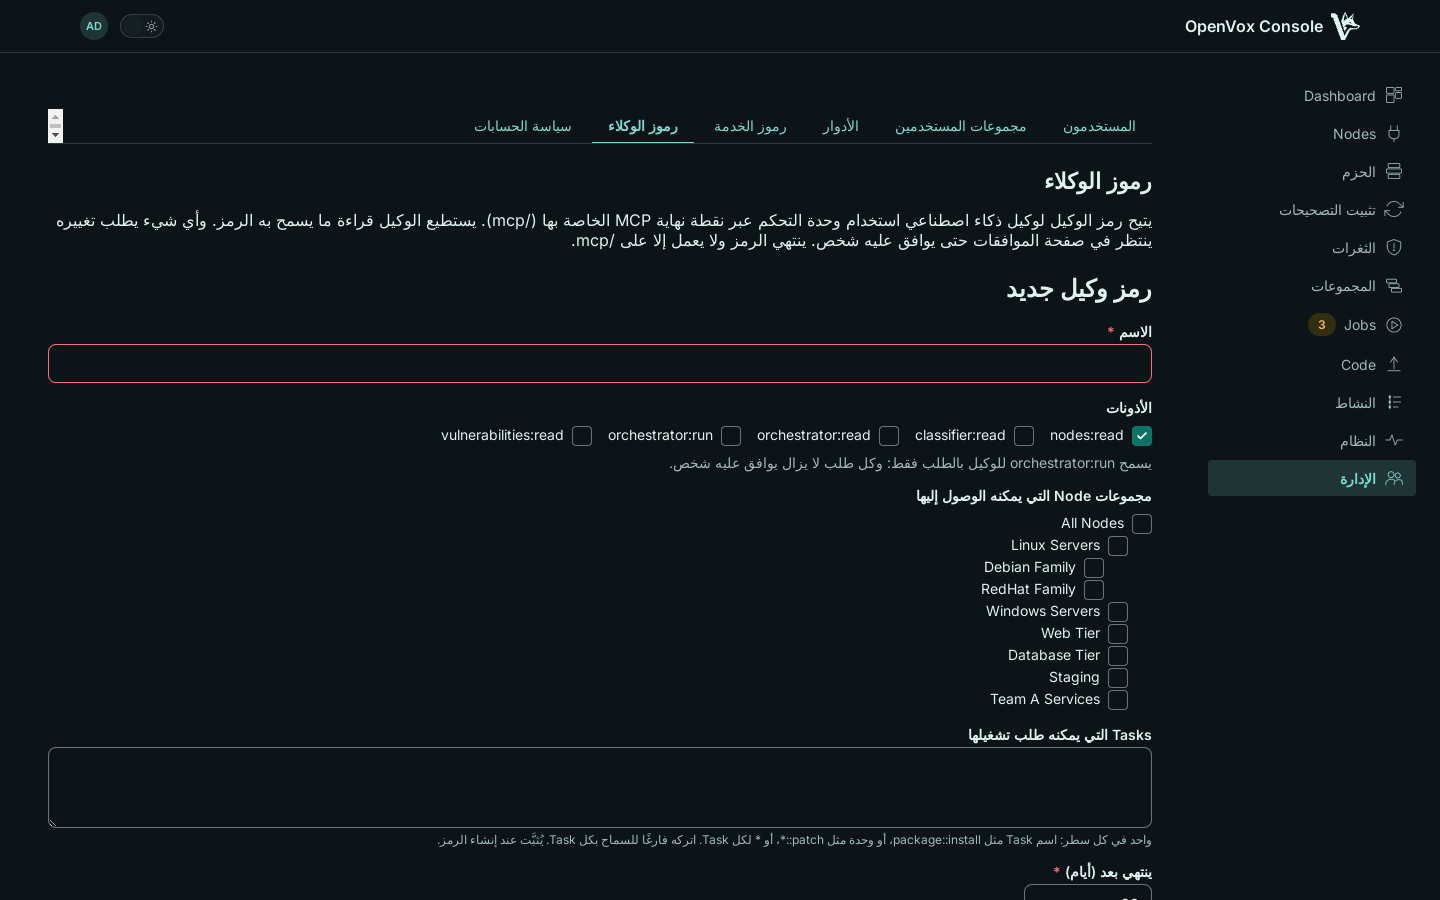 OpenVox Console
AD
Dashboard
Nodes
الحزم
تثبيت التصحيحات
الثغرات
المجموعات
Jobs 3
Code
النشاط
النظام
الإدارة
المستخدمون مجموعات المستخدمين الأدوار رموز الخدمة رموز الوكلاء سياسة الحسابات
رموز الوكلاء
يتيح رمز الوكيل لوكيل ذكاء اصطناعي استخدام وحدة التحكم عبر نقطة نهاية MCP الخاصة بها (/mcp). يستطيع الوكيل قراءة ما يسمح به الرمز. وأي شيء يطلب تغييره
ينتظر في صفحة الموافقات حتى يوافق عليه شخص. ينتهي الرمز ولا يعمل إلا على /mcp.
رمز وكيل جديد
الاسم *
الأذونات
nodes:read classifier:read orchestrator:read orchestrator:run vulnerabilities:read
يسمح orchestrator:run للوكيل بالطلب فقط: وكل طلب لا يزال يوافق عليه شخص.
مجموعات Node التي يمكنه الوصول إليها
All Nodes
Linux Servers
Debian Family
RedHat Family
Windows Servers
Web Tier
Database Tier
Staging
Team A Services
Tasks التي يمكنه طلب تشغيلها
واحد في كل سطر: اسم Task مثل package::install، أو وحدة مثل patch::*، أو * لكل Task. اتركه فارغًا للسماح بكل Task. يُثبَّت عند إنشاء الرمز.
ينتهي بعد (أيام) *